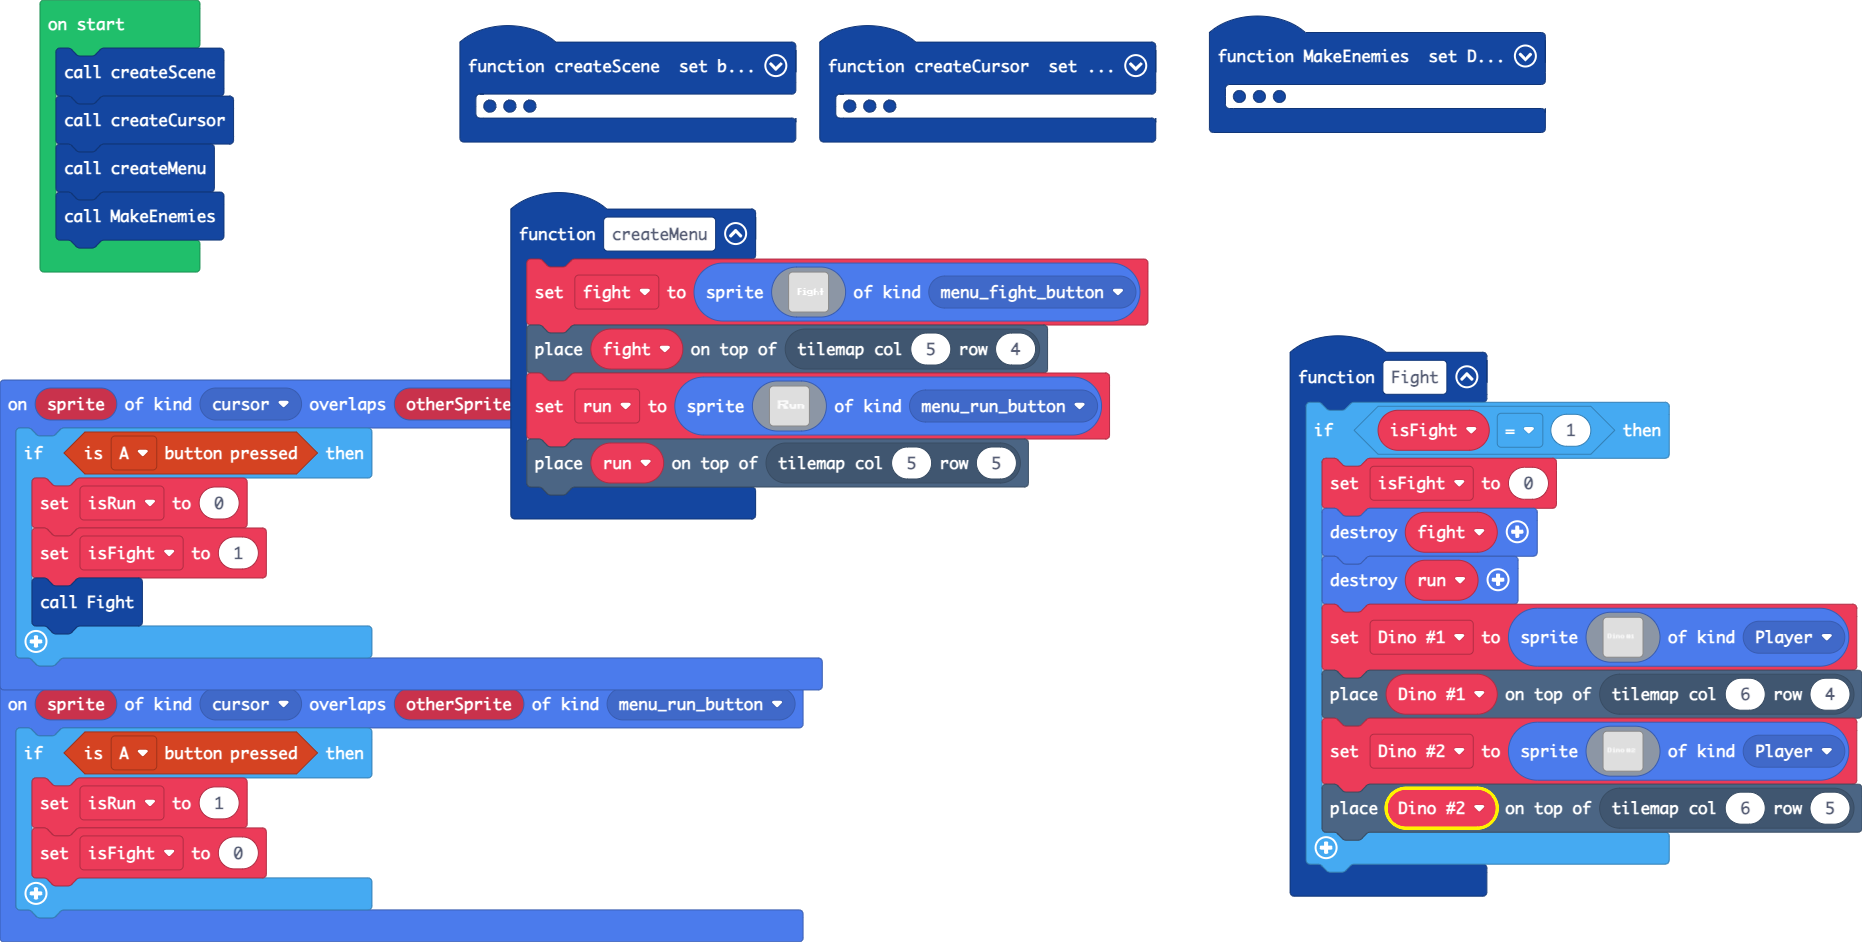 on start
call createScene
call createCursor
call createMenu
call MakeEnemies
function createScene set b...
function createCursor set ...
function MakeEnemies set D...
function createMenu
set fight to sprite Fight of kind menu_fight_button
place fight on top of tilemap col 5 row 4
set run to sprite Run of kind menu_run_button
place run on top of tilemap col 5 row 5
on sprite of kind cursor overlaps otherSprite
if is A button pressed then
set isRun to 0
set isFight to 1
call Fight
on sprite of kind cursor overlaps otherSprite of kind menu_run_button
if is A button pressed then
set isRun to 1
set isFight to 0
function Fight
if isFight = 1 then
set isFight to 0
destroy fight
destroy run
set Dino #1 to sprite Dino #1 of kind Player
place Dino #1 on top of tilemap col 6 row 4
set Dino #2 to sprite Dino #2 of kind Player
place Dino #2 on top of tilemap col 6 row 5